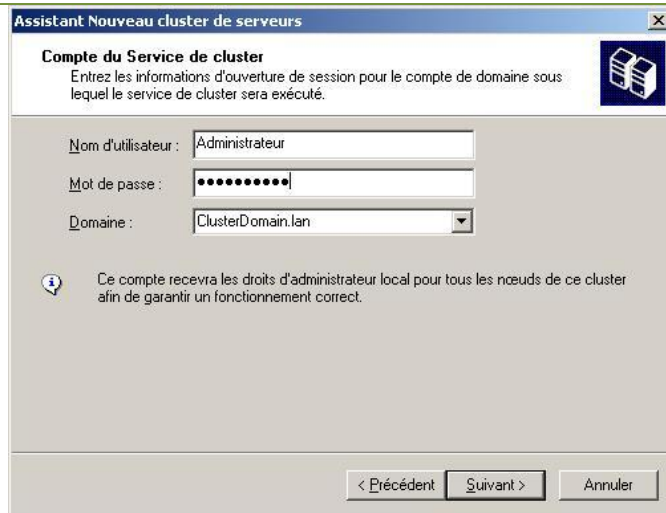 Assistant Nouveau cluster de serveurs
Compte du Service de cluster
Entrez les informations d'ouverture de session pour le compte de domaine sous
lequel le service de cluster sera exécuté.
Nom d'utilisateur : Administrateur
Mot de passe : ●●●●●●●●●●
Domaine : ClusterDomain.lan
Ce compte recevra les droits d'administrateur local pour tous les nœuds de ce cluster
afin de garantir un fonctionnement correct.
< Précédent Suivant > Annuler